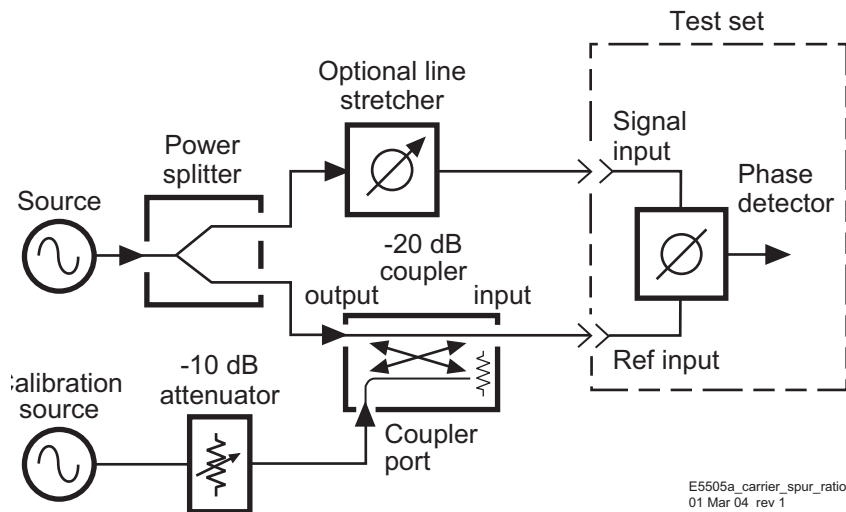 Test set
Optional line
stretcher
Signal
input
Power
splitter
Phase
detector
Source
-20 dB
coupler
output
input
Ref input
-10 dB
attenuator
alibration
source
Coupler
port
E5505a_carrier_spur_ratio
01 Mar 04 rev 1